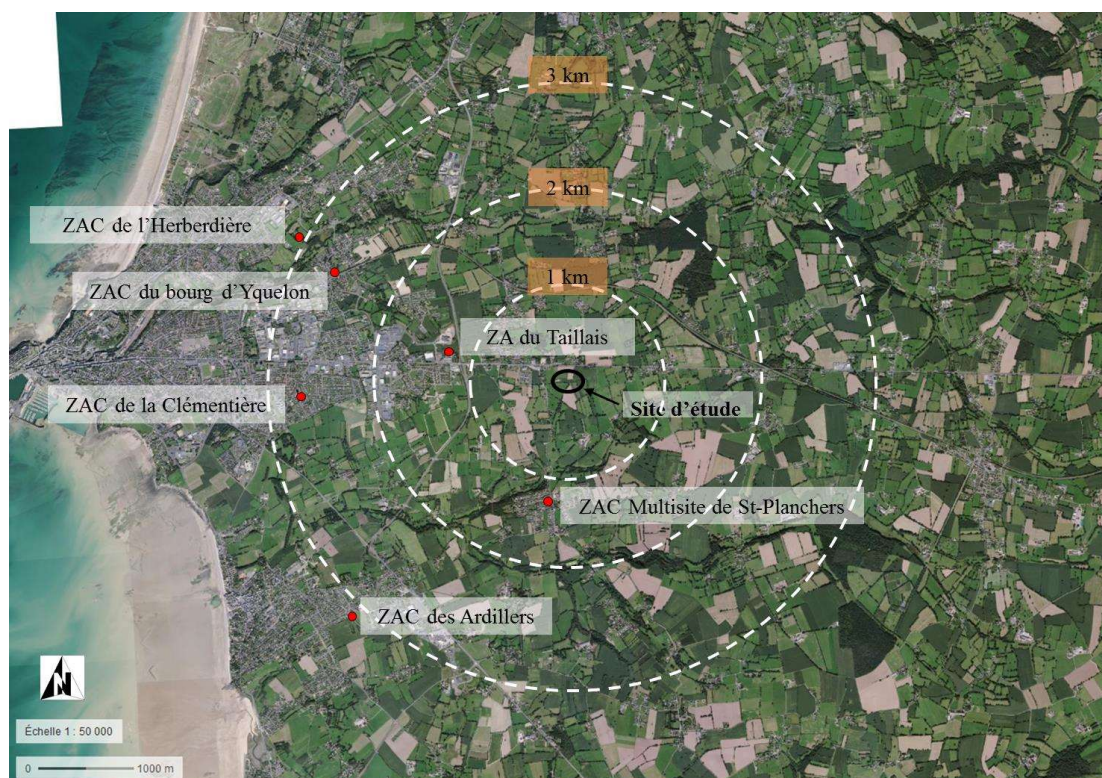 3 km
2 km
ZAC de l'Herberdière
1 km
ZAC du bourg d'Yquelon
ZA du Taillais
ZAC de la Clémentière
Site d'étude
ZAC Multisite de St-Planchers
ZAC des Ardillers
N
Échelle 1 : 50 000
0 1000 m